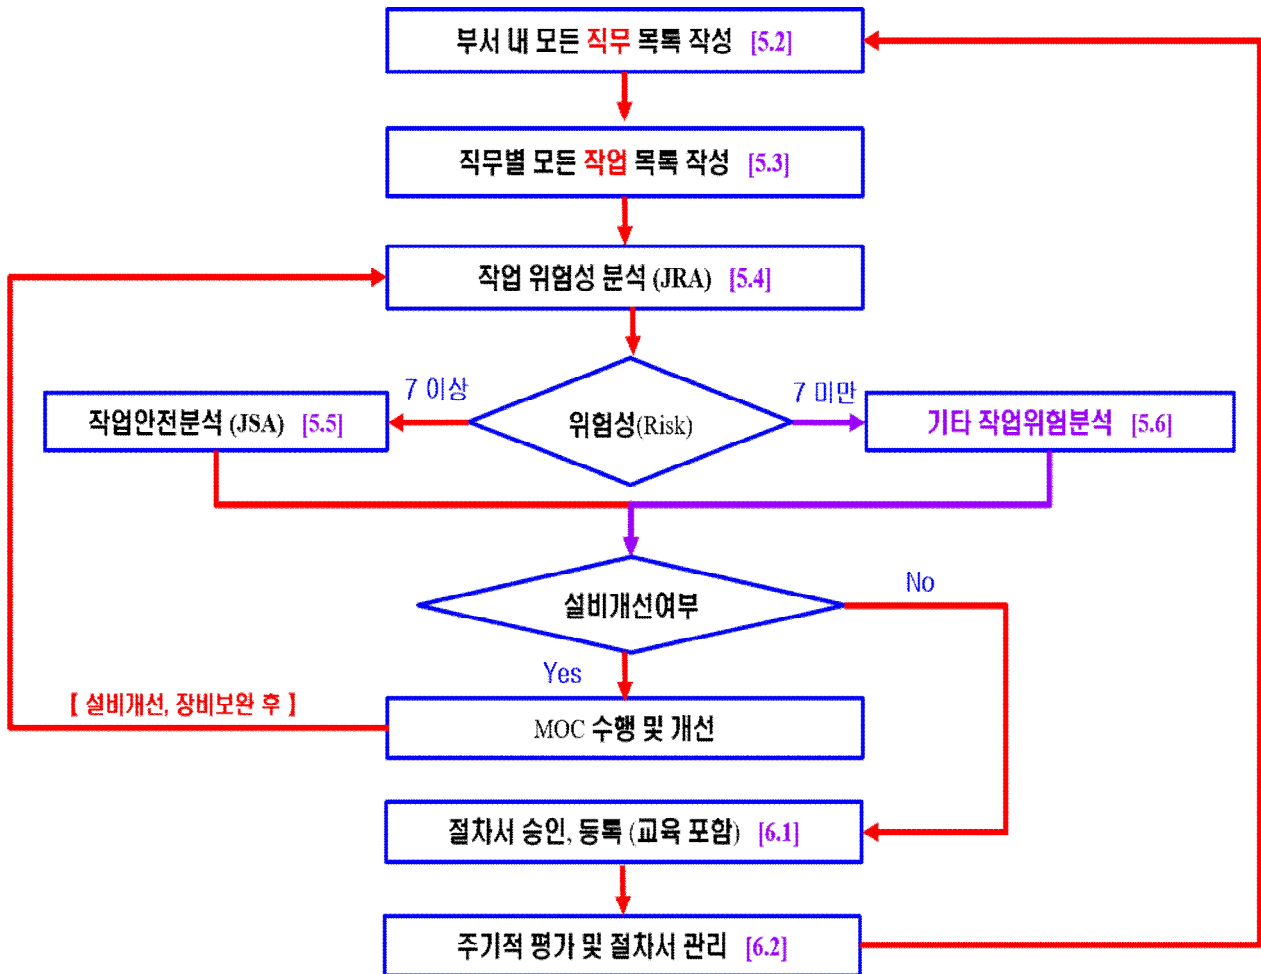 부서 내 모든 직무 목록 작성 [5.2]
직무별 모든 작업 목록 작성 [5.3]
작업 위험성 분석 (JRA) [5.4]
7 이상
7 미만
작업안전분석 (JSA) [5.5]
위험성(Risk)
기타 작업위험분석 [5.6]
설비개선여부
No
Yes
【 설비개선, 장비보완 후 】
MOC 수행 및 개선
절차서 승인, 등록 (교육 포함) [6.1]
주기적 평가 및 절차서 관리 [6.2]